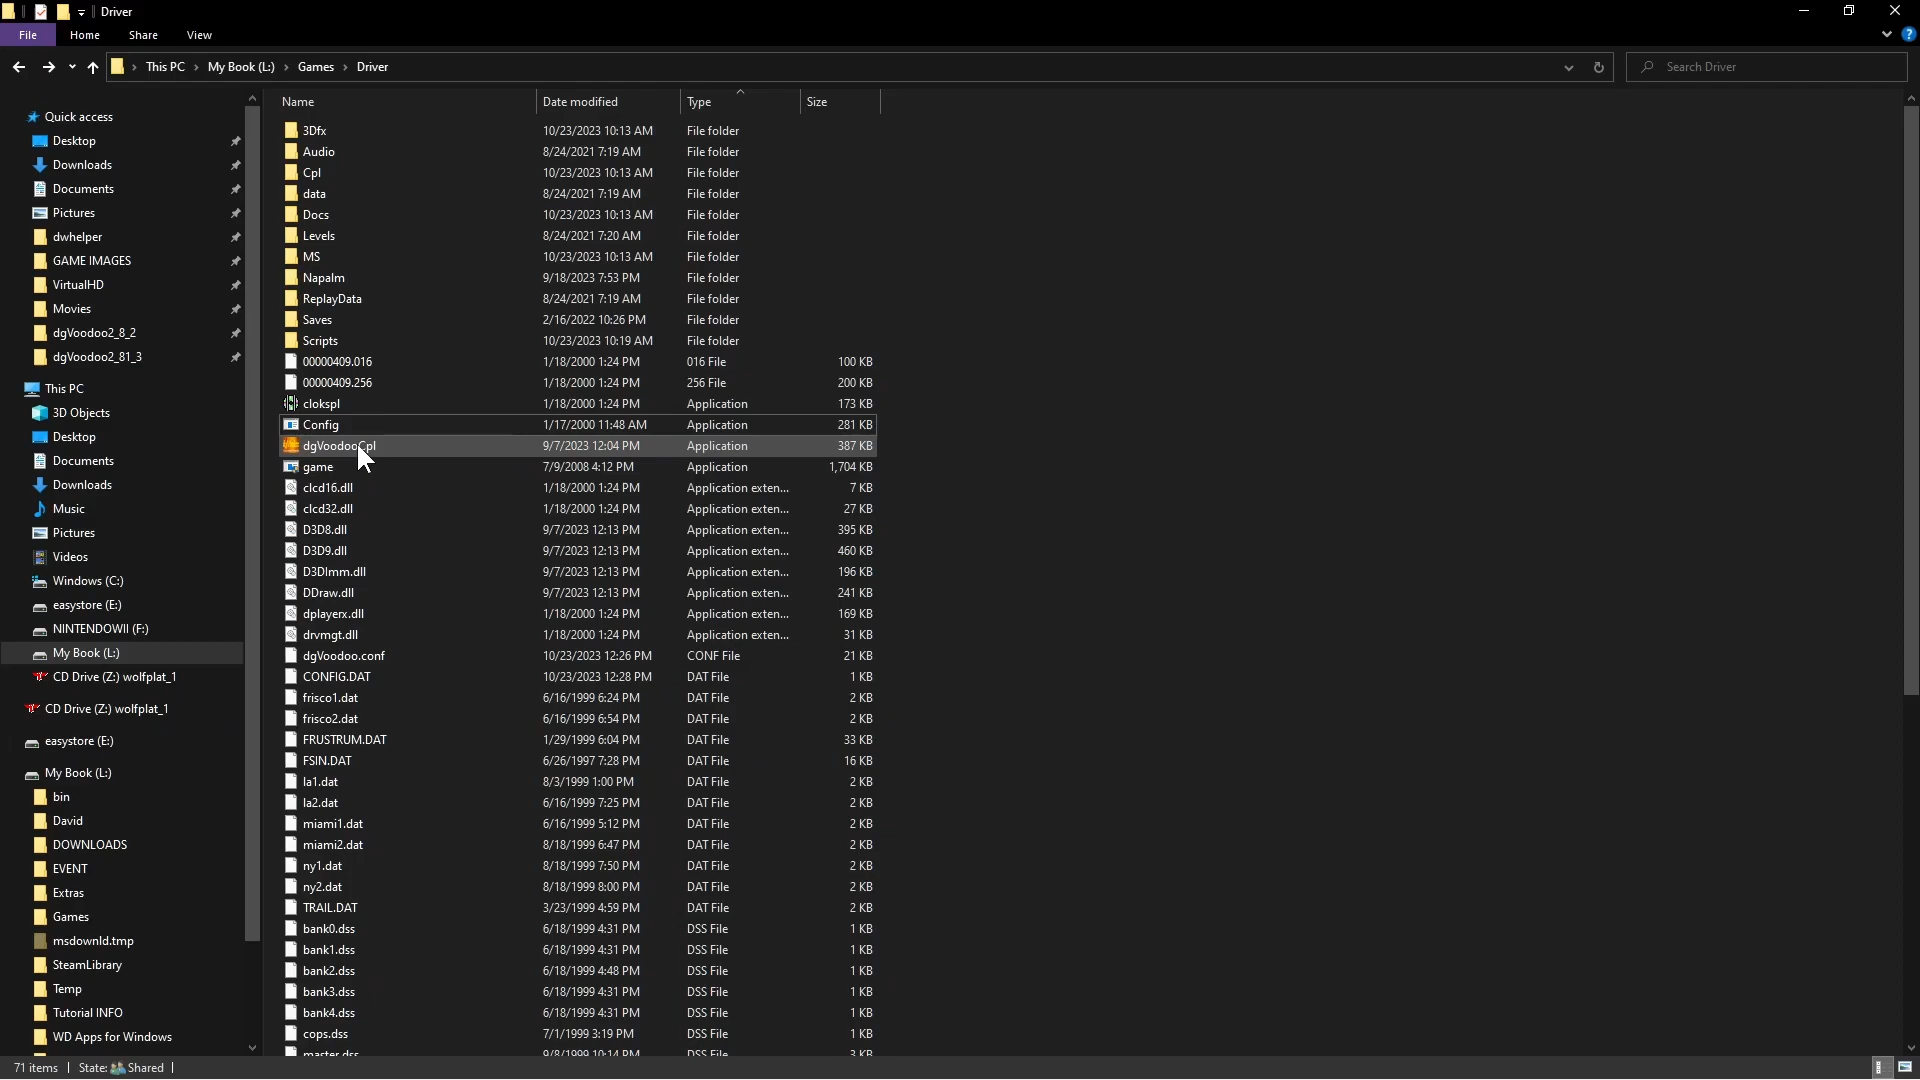 Driver
File Home Share View
This PC My Book (L:) Games Driver Search Driver
Name Date modified Type Size
Quick access
Desktop
Downloads
Documents
Pictures
dwhelper
GAME IMAGES
VirtualHD
Movies
dgVoodoo2_8_2
dgVoodoo2_81_3
This PC
3D Objects
Desktop
Documents
Downloads
Music
Pictures
Videos
Windows (C:)
easystore (E:)
NINTENDOWII (F:)
My Book (L:)
CD Drive (Z:) wolfplat_1
CD Drive (Z:) wolfplat_1
easystore (E:)
My Book (L:)
bin
David
DOWNLOADS
EVENT
Extras
Games
msdownld.tmp
SteamLibrary
Temp
Tutorial INFO
WD Apps for Windows
3Dfx 10/23/2023 10:13 AM File folder
Audio 8/24/2021 7:19 AM File folder
Cpl 10/23/2023 10:13 AM File folder
data 8/24/2021 7:19 AM File folder
Docs 10/23/2023 10:13 AM File folder
Levels 8/24/2021 7:20 AM File folder
MS 10/23/2023 10:13 AM File folder
Napalm 9/18/2023 7:53 PM File folder
ReplayData 8/24/2021 7:19 AM File folder
Saves 2/16/2022 10:26 PM File folder
Scripts 10/23/2023 10:19 AM File folder
00000409.016 1/18/2000 1:24 PM 016 File 100 KB
00000409.256 1/18/2000 1:24 PM 256 File 200 KB
clokspl 1/18/2000 1:24 PM Application 173 KB
Config 1/17/2000 11:48 AM Application 281 KB
dgVoodooCpl 9/7/2023 12:04 PM Application 387 KB
game 7/9/2008 4:12 PM Application 1,704 KB
clcd16.dll 1/18/2000 1:24 PM Application exten... 7 KB
clcd32.dll 1/18/2000 1:24 PM Application exten... 27 KB
D3D8.dll 9/7/2023 12:13 PM Application exten... 395 KB
D3D9.dll 9/7/2023 12:13 PM Application exten... 460 KB
D3DImm.dll 9/7/2023 12:13 PM Application exten... 196 KB
DDraw.dll 9/7/2023 12:13 PM Application exten... 241 KB
dplayerx.dll 1/18/2000 1:24 PM Application exten... 169 KB
drvmgt.dll 1/18/2000 1:24 PM Application exten... 31 KB
dgVoodoo.conf 10/23/2023 12:26 PM CONF File 21 KB
CONFIG.DAT 10/23/2023 12:28 PM DAT File 1 KB
frisco1.dat 6/16/1999 6:24 PM DAT File 2 KB
frisco2.dat 6/16/1999 6:54 PM DAT File 2 KB
FRUSTRUM.DAT 1/29/1999 6:04 PM DAT File 33 KB
FSIN.DAT 6/26/1997 7:28 PM DAT File 16 KB
la1.dat 8/3/1999 1:00 PM DAT File 2 KB
la2.dat 6/16/1999 7:25 PM DAT File 2 KB
miami1.dat 6/16/1999 5:12 PM DAT File 2 KB
miami2.dat 8/18/1999 6:47 PM DAT File 2 KB
ny1.dat 8/18/1999 7:50 PM DAT File 2 KB
ny2.dat 8/18/1999 8:00 PM DAT File 2 KB
TRAIL.DAT 3/23/1999 4:59 PM DAT File 2 KB
bank0.dss 6/18/1999 4:31 PM DSS File 1 KB
bank1.dss 6/18/1999 4:31 PM DSS File 1 KB
bank2.dss 6/18/1999 4:48 PM DSS File 1 KB
bank3.dss 6/18/1999 4:31 PM DSS File 1 KB
bank4.dss 6/18/1999 4:31 PM DSS File 1 KB
cops.dss 7/1/1999 3:19 PM DSS File 1 KB
master.dss 9/8/1999 10:14 PM DSS File 3 KB
71 items State: Shared